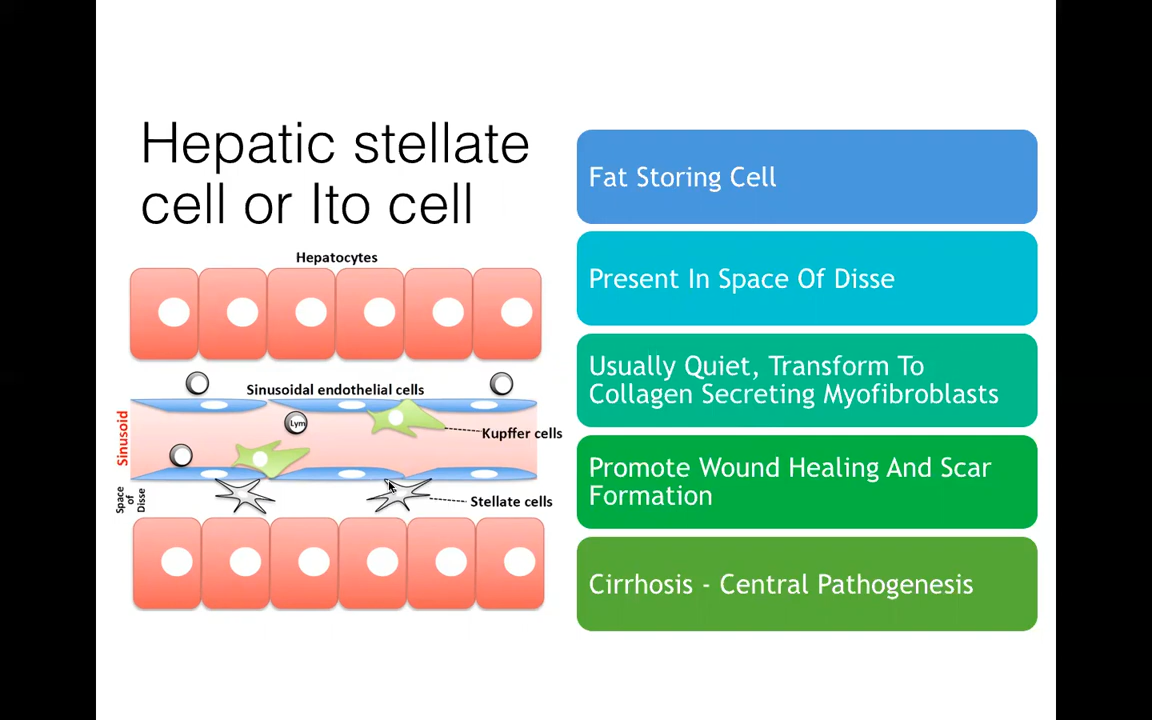 Hepatic stellate
cell or Ito cell
Hepatocytes
Sinusoidal endothelial cells
Lym
Kupffer cells
Sinusoid
Space
of
Disse
Stellate cells
Fat Storing Cell
Present In Space Of Disse
Usually Quiet, Transform To
Collagen Secreting Myofibroblasts
Promote Wound Healing And Scar
Formation
Cirrhosis - Central Pathogenesis